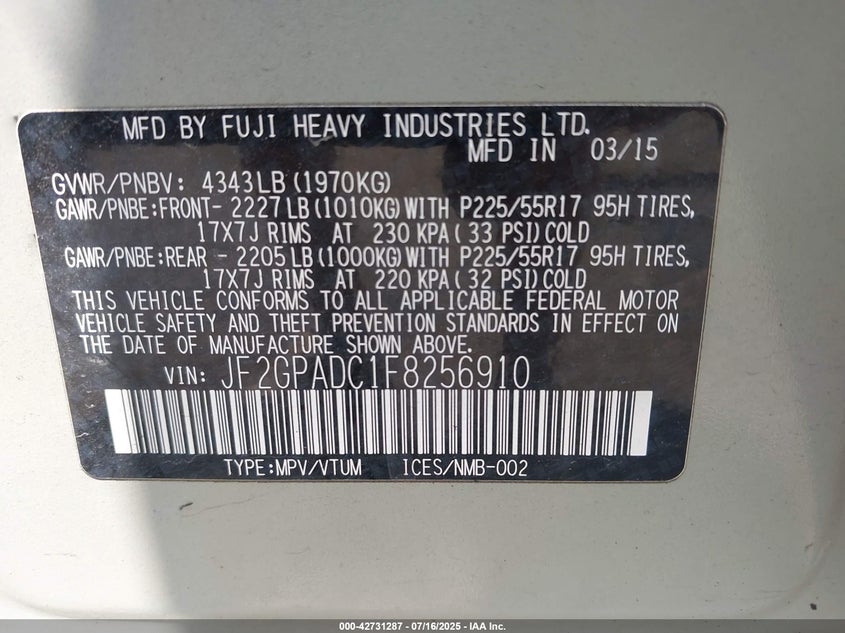 MFD BY FUJI HEAVY INDUSTRIES LTD.
MFD IN 03/15
GVWR/PNBV: 4343LB(1970KG)
GAWR/PNBE:FRONT- 2227LB(1010KG)WITH P225/55R17 95H TIRES,
17X7J RIMS AT 230 KPA( 33 PSI)COLD
GAWR/PNBE:REAR - 2205LB(1000KG)WITH P225/55R17 95H TIRES,
17X7J RIMS AT 220 KPA( 32 PSI)COLD
THIS VEHICLE CONFORMS TO ALL APPLICABLE FEDERAL MOTOR
VEHICLE SAFETY AND THEFT PREVENTION STANDARDS IN EFFECT ON
THE DATE OF MANUFACTURE SHOWN ABOVE.
VIN: JF2GPADC1F8256910
TYPE:MPV/VTUM ICES/NMB-002
000-42731287 - 07/16/2025 - IAA Inc.